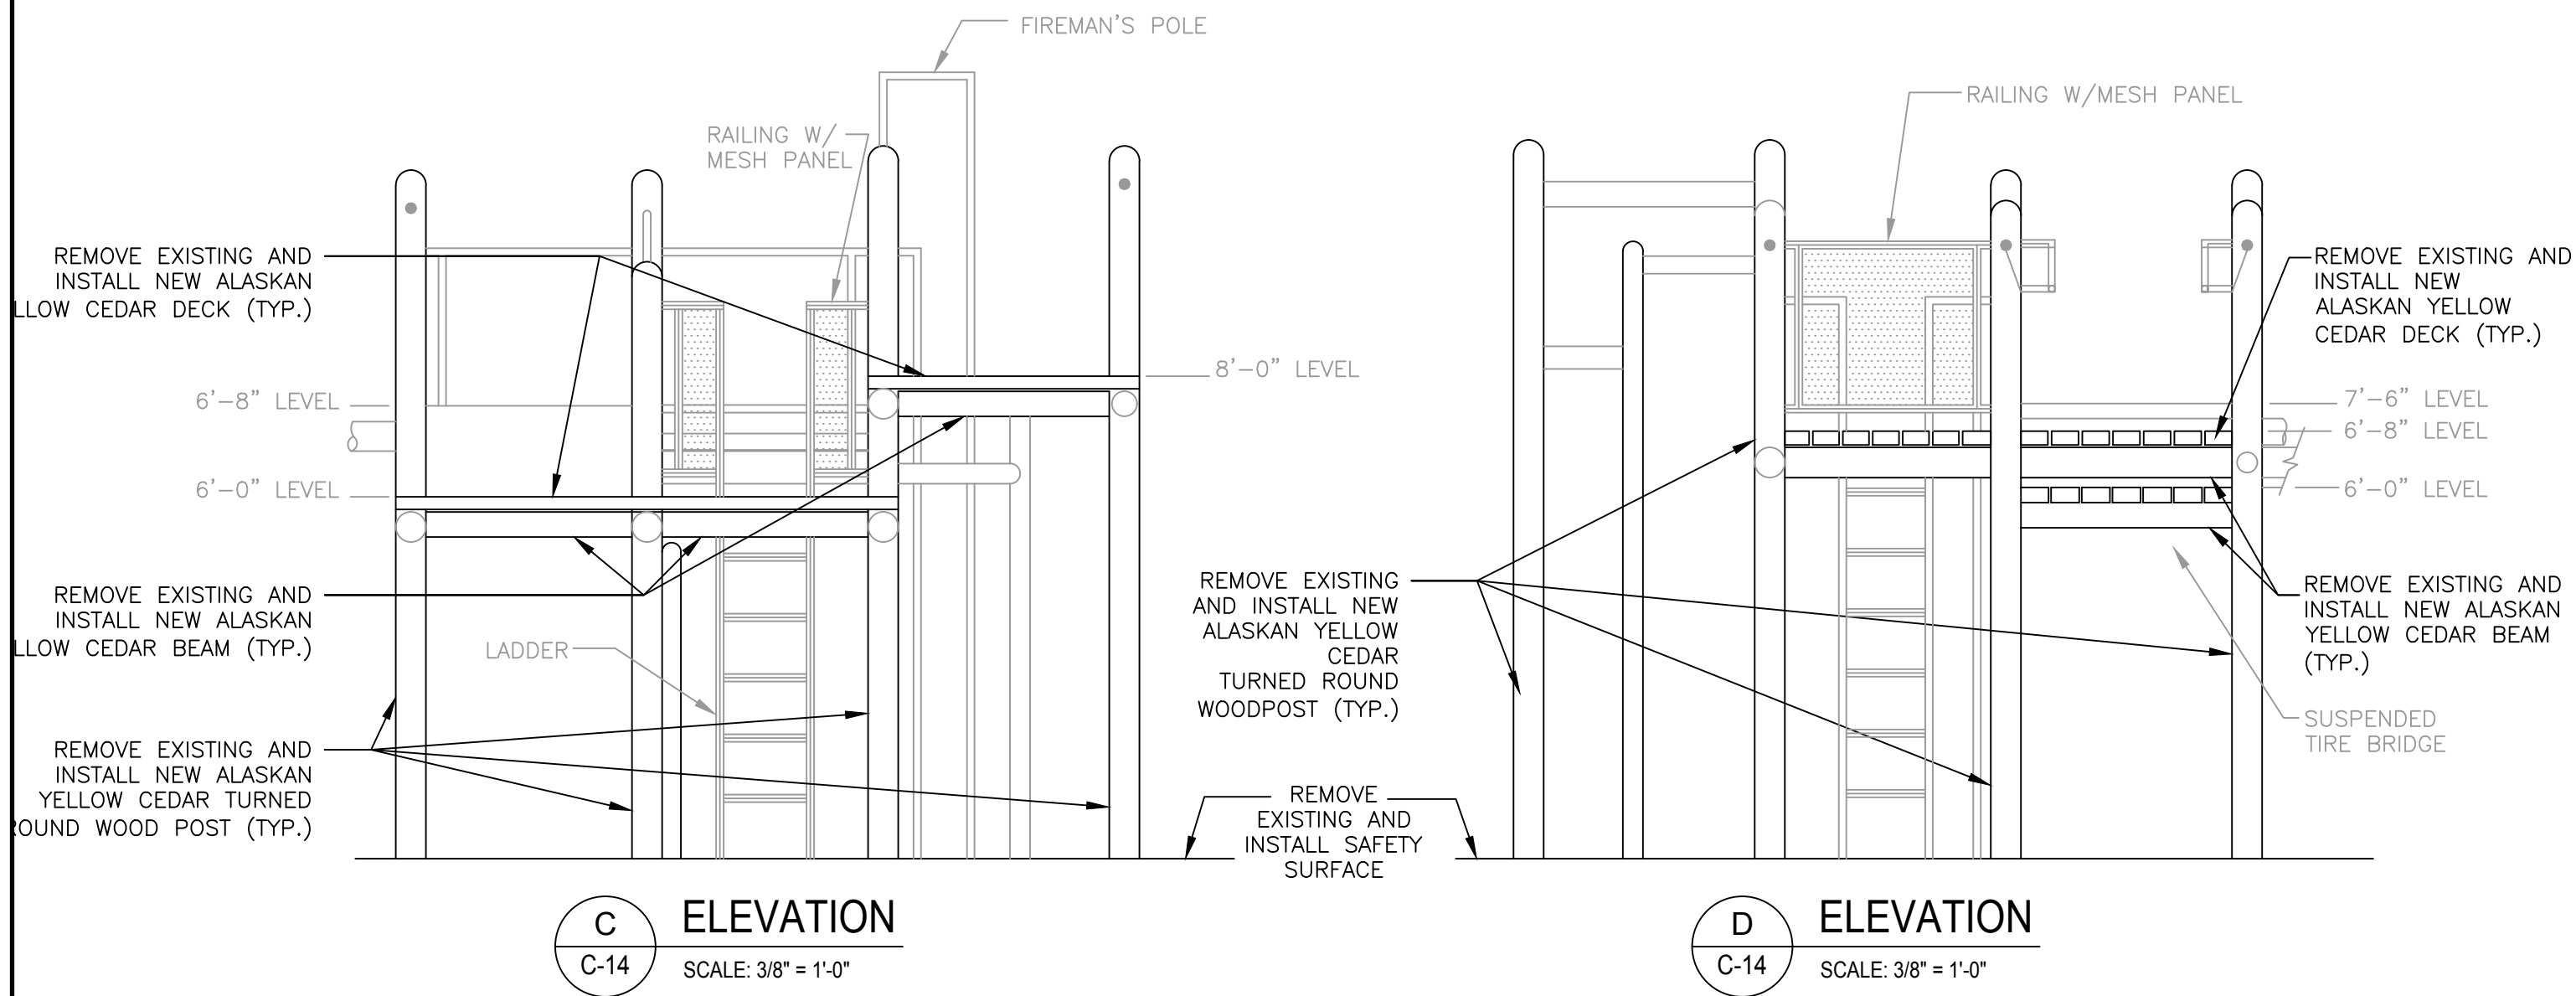 FIREMAN'S POLE
RAILING W/
MESH PANEL
REMOVE EXISTING AND
INSTALL NEW ALASKAN
LLOW CEDAR DECK (TYP.)
6'-8" LEVEL
8'-0" LEVEL
6'-0" LEVEL
REMOVE EXISTING AND
INSTALL NEW ALASKAN
LLOW CEDAR BEAM (TYP.)
LADDER
REMOVE EXISTING AND
INSTALL NEW ALASKAN
YELLOW CEDAR TURNED
OUND WOOD POST (TYP.)
REMOVE
EXISTING AND
INSTALL SAFETY
SURFACE
C
C-14
ELEVATION
SCALE: 3/8" = 1'-0"
RAILING W/MESH PANEL
REMOVE EXISTING AND
INSTALL NEW
ALASKAN YELLOW
CEDAR DECK (TYP.)
7'-6" LEVEL
6'-8" LEVEL
6'-0" LEVEL
REMOVE EXISTING
AND INSTALL NEW
ALASKAN YELLOW
CEDAR
TURNED ROUND
WOODPOST (TYP.)
REMOVE EXISTING AND
INSTALL NEW ALASKAN
YELLOW CEDAR BEAM
(TYP.)
SUSPENDED
TIRE BRIDGE
D
C-14
ELEVATION
SCALE: 3/8" = 1'-0"